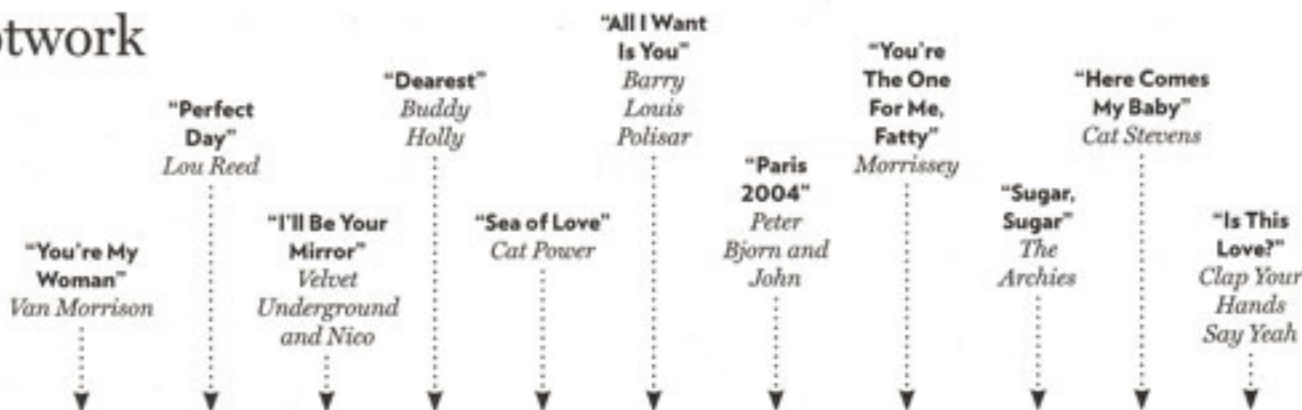 otwork
"You're My
Woman"
Van Morrison
"Perfect
Day"
Lou Reed
"I'll Be Your
Mirror"
Velvet
Underground
and Nico
"Dearest"
Buddy
Holly
"Sea of Love"
Cat Power
"All I Want
Is You"
Barry
Louis
Polisar
"Paris
2004"
Peter
Bjorn and
John
"You're
The One
For Me,
Fatty"
Morrissey
"Sugar,
Sugar"
The
Archies
"Here Comes
My Baby"
Cat Stevens
"Is This
Love?"
Clap Your
Hands
Say Yeah